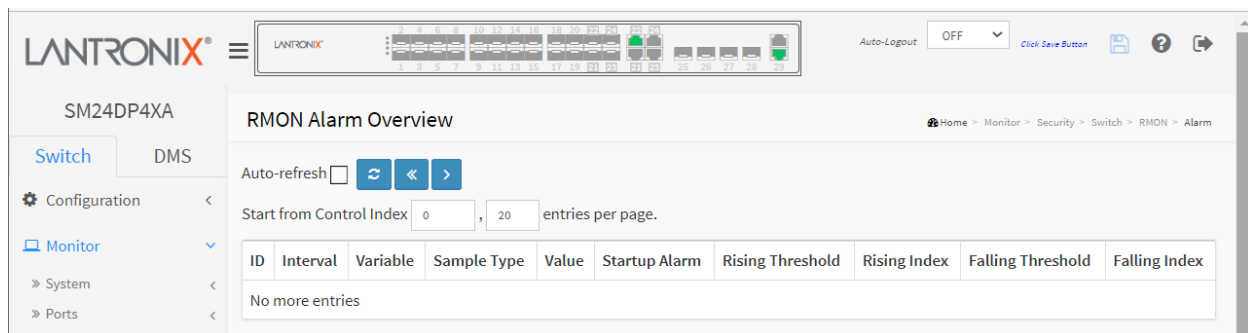 LANTRONIX®
LANTRONIX
2 4 6 8 10 12 14 16 18 20 22 21 22 24
1 3 5 7 9 11 13 15 17 19 21 23 25 26 27 28 29
Auto-Logout OFF Click Save Button
SM24DP4XA
RMON Alarm Overview
Home > Monitor > Security > Switch > RMON > Alarm
Switch DMS
Auto-refresh
Configuration
Start from Control Index 0 , 20 entries per page.
Monitor
ID Interval Variable Sample Type Value Startup Alarm Rising Threshold Rising Index Falling Threshold Falling Index
» System
No more entries
» Ports